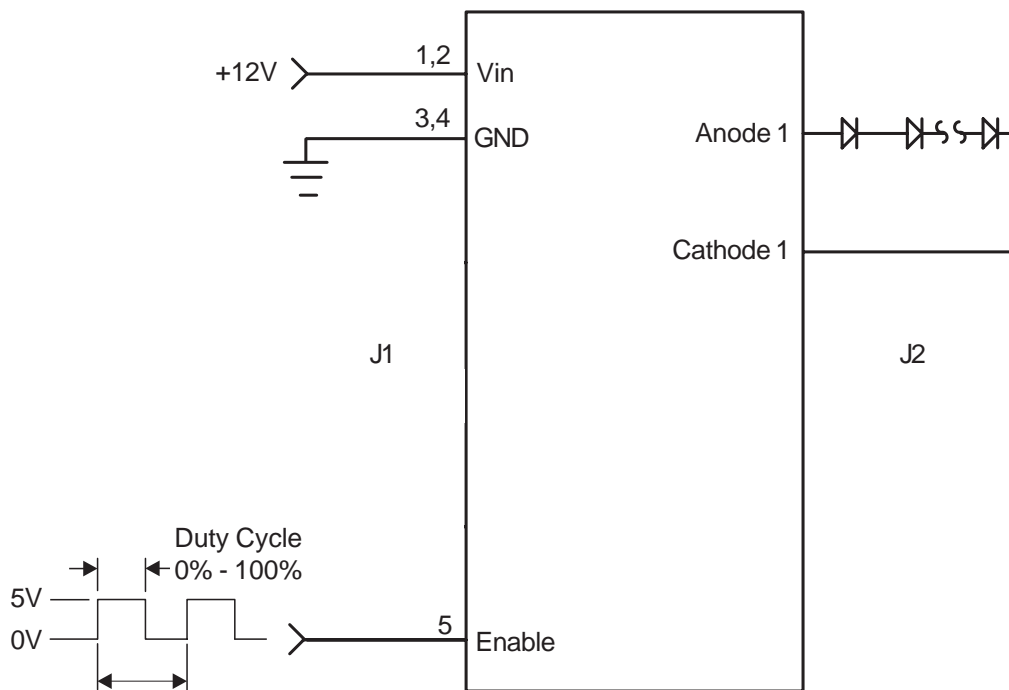 1,2
+12V
Vin
3,4
GND
Anode 1
Cathode 1
J1
J2
Duty Cycle
0% - 100%
5V
0V
5
Enable